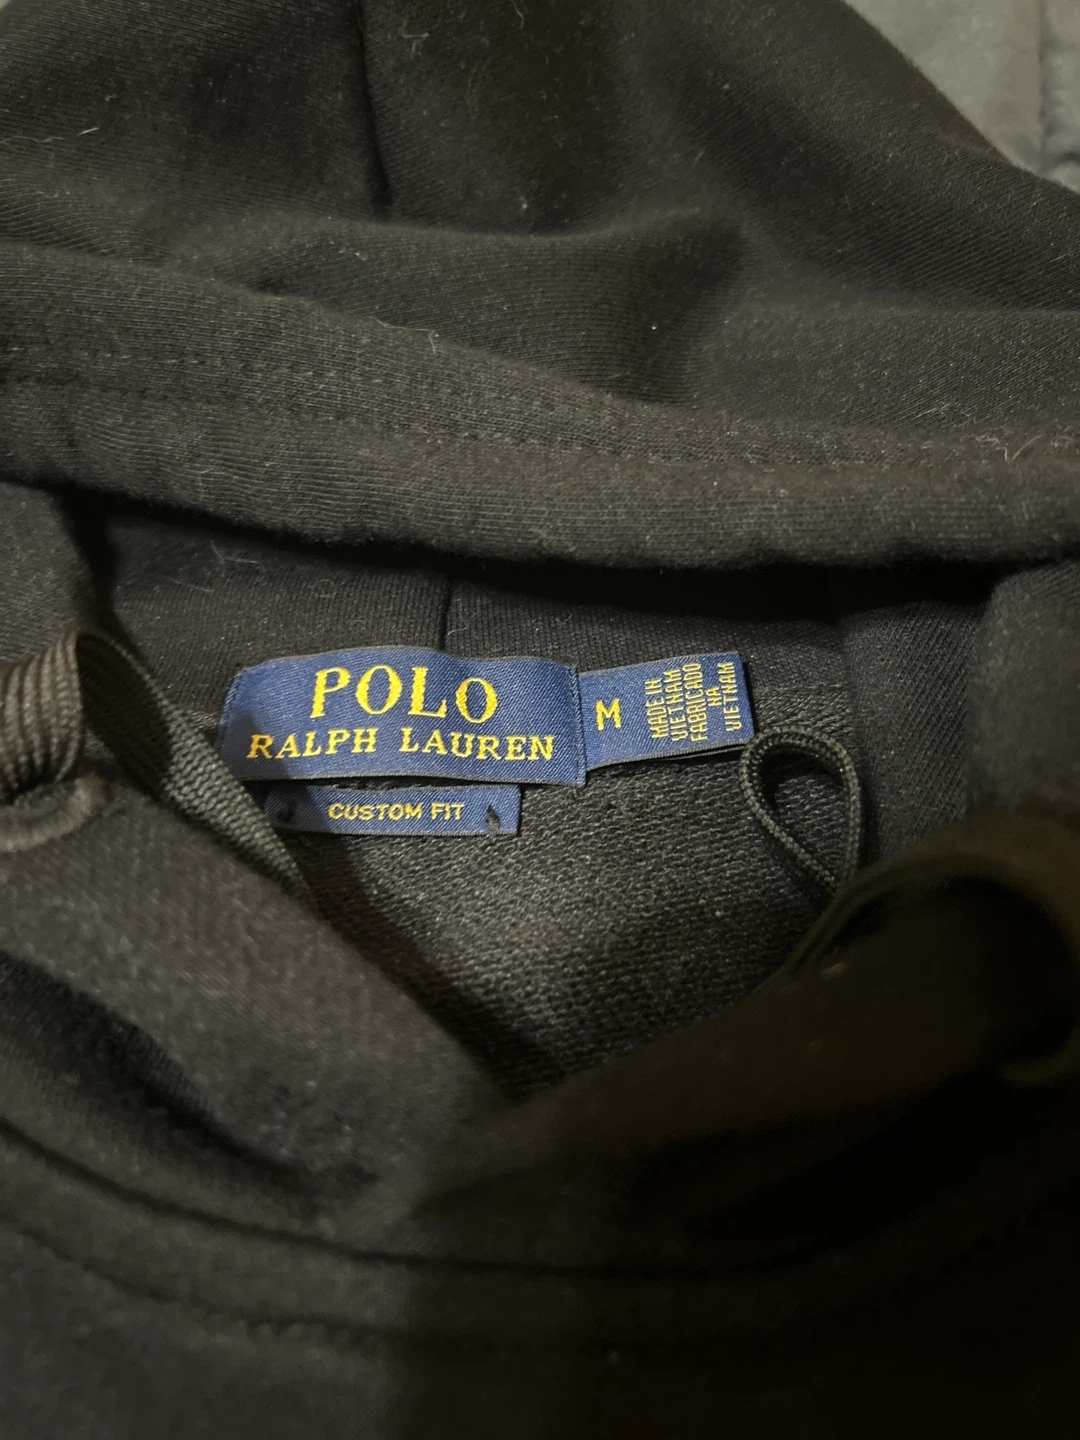 POLO
RALPH LAUREN
M
MADE IN
VIETNAM
FABRICADO
NA
VIETNAM
CUSTOM FIT